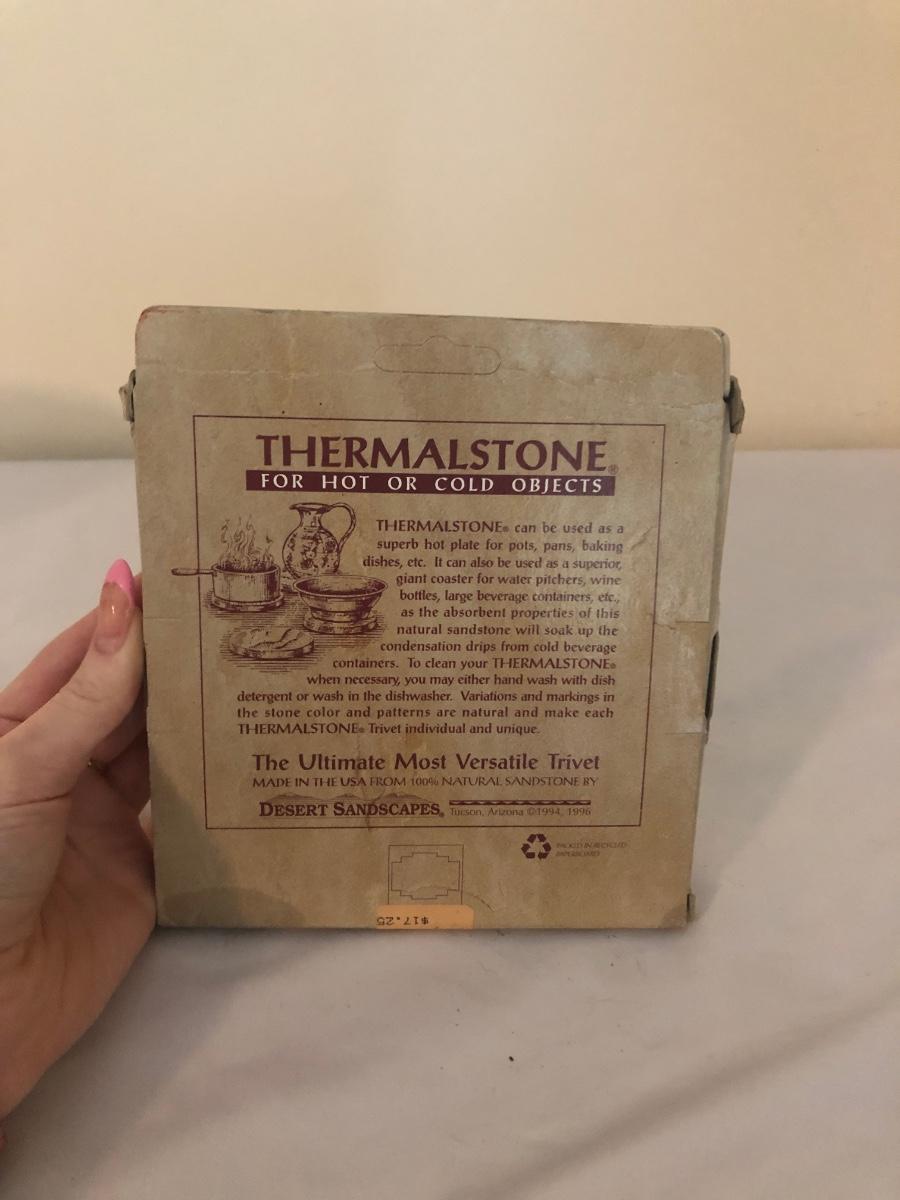 THERMALSTONE®
FOR HOT OR COLD OBJECTS
THERMALSTONE® can be used as a
superb hot plate for pots, pans, baking
dishes, etc. It can also be used as a superior,
giant coaster for water pitchers, wine
bottles, large beverage containers, etc.,
as the absorbent properties of this
natural sandstone will soak up the
condensation drips from cold beverage
containers. To clean your THERMALSTONE®
when necessary, you may either hand wash with dish
detergent or wash in the dishwasher. Variations and markings in
the stone color and patterns are natural and make each
THERMALSTONE® Trivet individual and unique.
The Ultimate Most Versatile Trivet
MADE IN THE USA FROM 100% NATURAL SANDSTONE BY
DESERT SANDSCAPES® Tucson, Arizona ©1994, 1996
PACKED IN RECYCLED
PAPERBOARD
$17.25